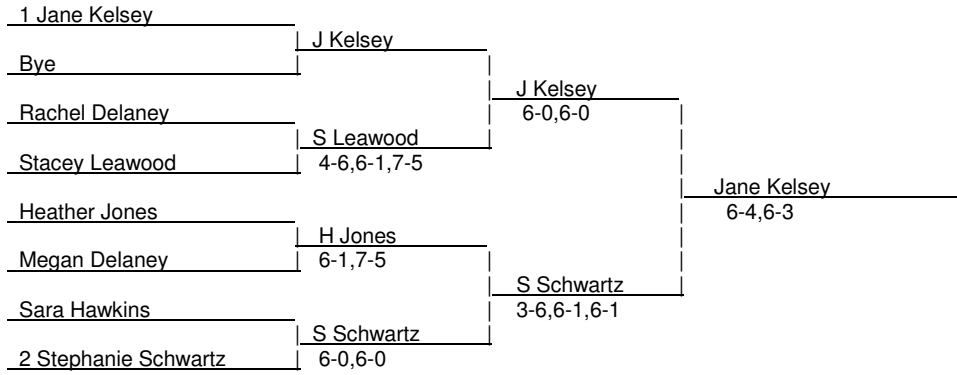 1 Jane Kelsey
J Kelsey
Bye
J Kelsey
6-0,6-0
Rachel Delaney
S Leawood
4-6,6-1,7-5
Stacey Leawood
Jane Kelsey
6-4,6-3
Heather Jones
H Jones
6-1,7-5
Megan Delaney
S Schwartz
3-6,6-1,6-1
Sara Hawkins
S Schwartz
6-0,6-0
2 Stephanie Schwartz